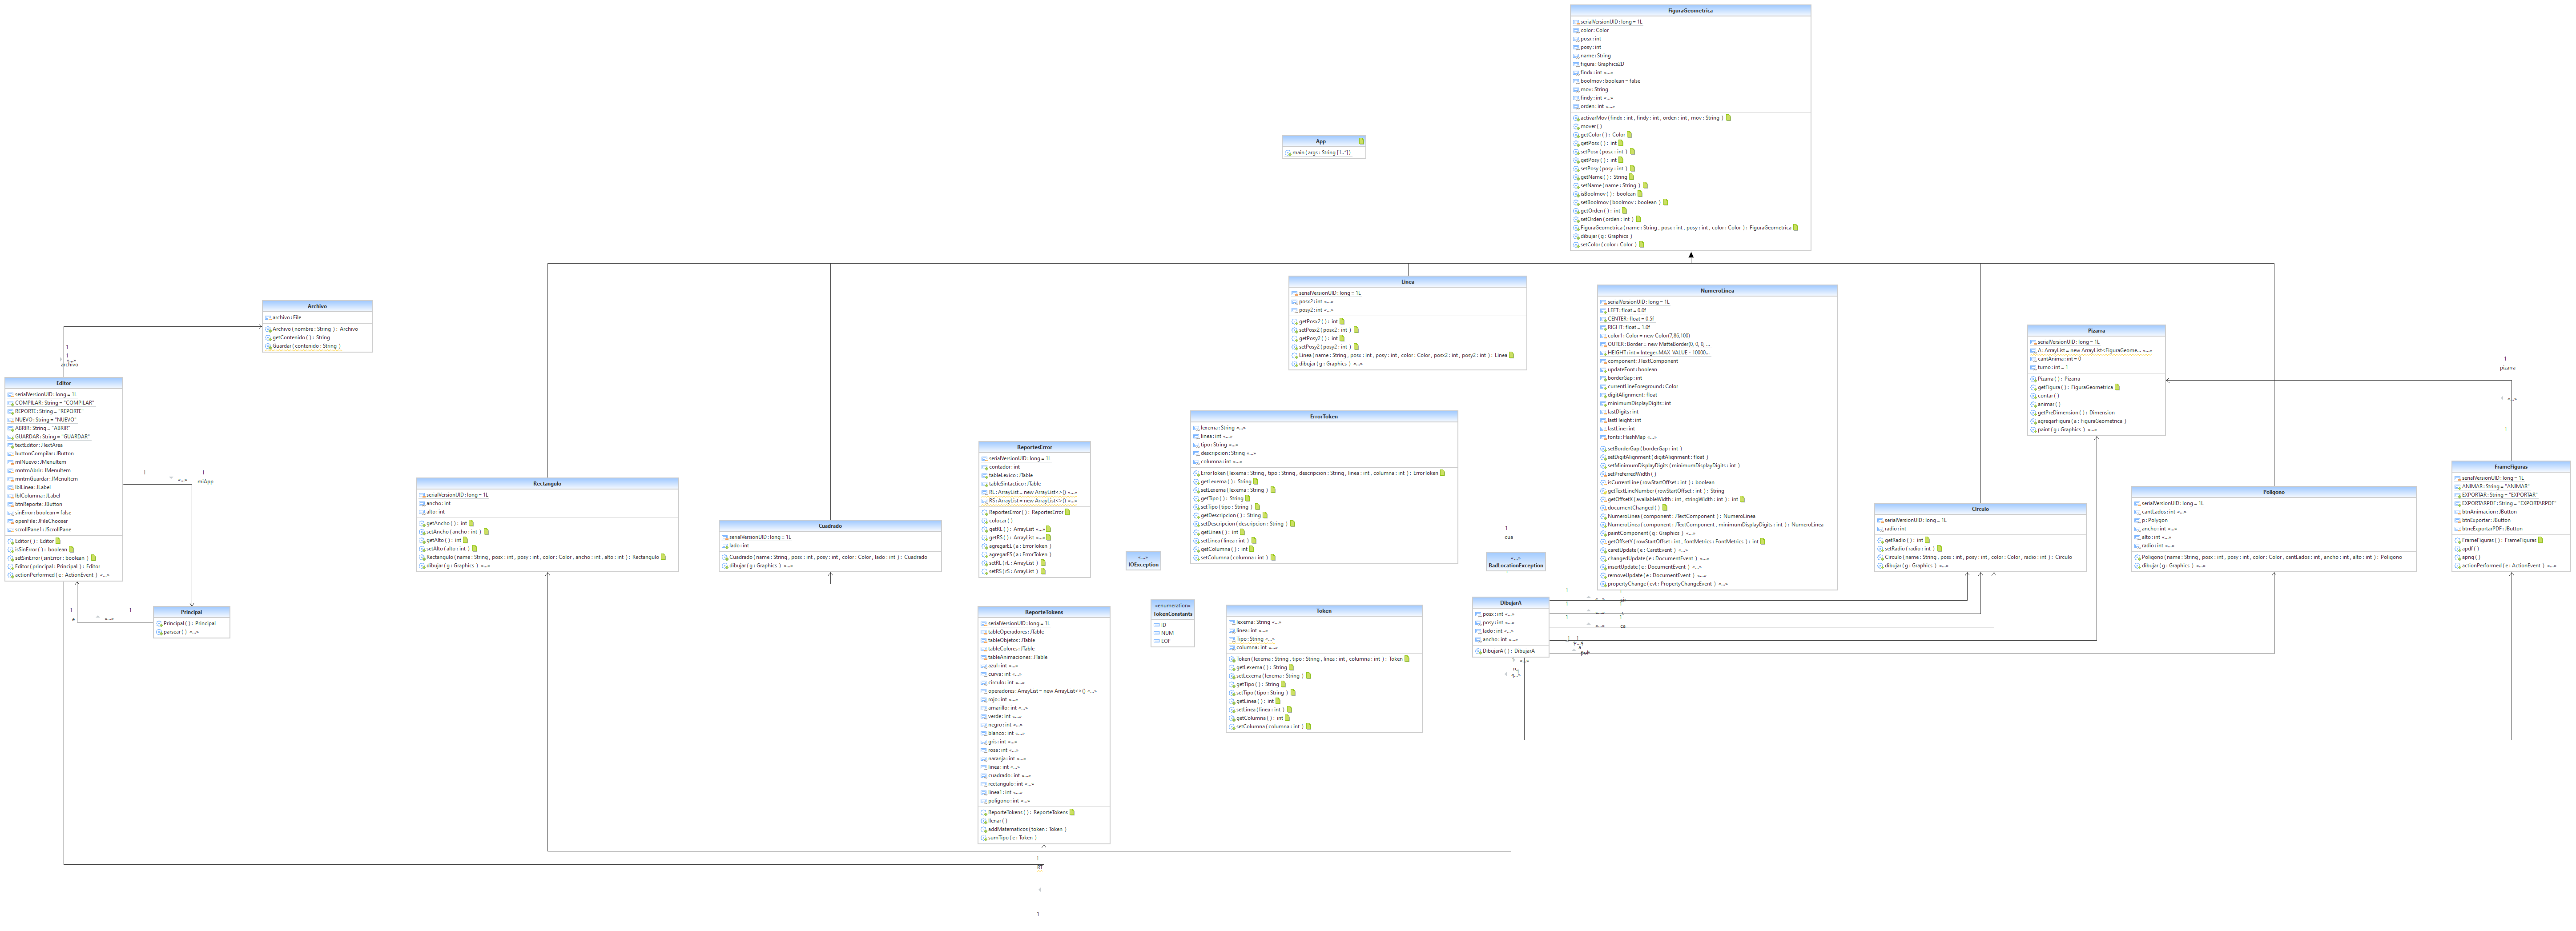 FiguraGeometrica
serialVersionUID : long = 1L
color : Color
posx : int
posy : int
name : String
figura : Graphics2D
findx : int «...»
boolmov : boolean = false
mov : String
findy : int «...»
orden : int «...»
activarMov ( findx : int , findy : int , orden : int , mov : String )
mover ( )
getColor ( ) : Color
getPosx ( ) : int
setPosx ( posx : int )
getPosy ( ) : int
setPosy ( posy : int )
getName ( ) : String
setName ( name : String )
isBoolmov ( ) : boolean
setBoolmov ( boolmov : boolean )
getOrden ( ) : int
setOrden ( orden : int )
FiguraGeometrica ( name : String , posx : int , posy : int , color : Color ) : FiguraGeometrica
dibujar ( g : Graphics )
setColor ( color : Color )
App
main ( args : String [1..*] )
Linea
serialVersionUID : long = 1L
posx2 : int «...»
posy2 : int «...»
getPosx2 ( ) : int
setPosx2 ( posx2 : int )
getPosy2 ( ) : int
setPosy2 ( posy2 : int )
Linea ( name : String , posx : int , posy : int , color : Color , posx2 : int , posy2 : int ) : Linea
dibujar ( g : Graphics ) «...»
NumeroLinea
serialVersionUID : long = 1L
LEFT : float = 0.0f
CENTER : float = 0.5f
RIGHT : float = 1.0f
color1 : Color = new Color(7,86,100)
OUTER : Border = new MatteBorder(0, 0, 0, ...
HEIGHT : int = Integer.MAX_VALUE - 10000...
component : JTextComponent
updateFont : boolean
borderGap : int
currentLineForeground : Color
digitAlignment : float
minimumDisplayDigits : int
lastDigits : int
lastHeight : int
lastLine : int
fonts : HashMap «...»
setBorderGap ( borderGap : int )
setDigitAlignment ( digitAlignment : float )
setMinimumDisplayDigits ( minimumDisplayDigits : int )
setPreferredWidth ( )
isCurrentLine ( rowStartOffset : int ) : boolean
getTextLineNumber ( rowStartOffset : int ) : String
getOffsetX ( availableWidth : int , stringWidth : int ) : int
documentChanged ( )
NumeroLinea ( component : JTextComponent ) : NumeroLinea
NumeroLinea ( component : JTextComponent , minimumDisplayDigits : int ) : NumeroLinea
paintComponent ( g : Graphics ) «...»
getOffsetY ( rowStartOffset : int , fontMetrics : FontMetrics ) : int
caretUpdate ( e : CaretEvent ) «...»
changedUpdate ( e : DocumentEvent ) «...»
insertUpdate ( e : DocumentEvent ) «...»
removeUpdate ( e : DocumentEvent ) «...»
propertyChange ( evt : PropertyChangeEvent ) «...»
Archivo
archivo : File
Archivo ( nombre : String ) : Archivo
getContenido ( ) : String
Guardar ( contenido : String )
1
1
«...»
archivo
Pizarra
serialVersionUID : long = 1L
A : ArrayList = new ArrayList<FiguraGeome... «...»
cantAnima : int = 0
turno : int = 1
Pizarra ( ) : Pizarra
getFigura ( ) : FiguraGeometrica
contar ( )
animar ( )
getPreDimension ( ) : Dimension
agregarFigura ( a : FiguraGeometrica )
paint ( g : Graphics ) «...»
1
pizarra
«...»
1
Editor
serialVersionUID : long = 1L
COMPILAR : String = "COMPILAR"
REPORTE : String = "REPORTE"
NUEVO : String = "NUEVO"
ABRIR : String = "ABRIR"
GUARDAR : String = "GUARDAR"
textEditor : JTextArea
buttonCompilar : JButton
mlNuevo : JMenuItem
mntmAbrir : JMenuItem
mntmGuardar : JMenuItem
lblLinea : JLabel
lblColumna : JLabel
btnReporte : JButton
sinError : boolean = false
openFile : JFileChooser
scrollPane1 : JScrollPane
Editor ( ) : Editor
isSinError ( ) : boolean
setSinError ( sinError : boolean )
Editor ( principal : Principal ) : Editor
actionPerformed ( e : ActionEvent ) «...»
1
«...»
1
miApp
1
e
«...»
1
Principal
Principal ( ) : Principal
parsear ( ) «...»
Rectangulo
serialVersionUID : long = 1L
ancho : int
alto : int
getAncho ( ) : int
setAncho ( ancho : int )
getAlto ( ) : int
setAlto ( alto : int )
Rectangulo ( name : String , posx : int , posy : int , color : Color , ancho : int , alto : int ) : Rectangulo
dibujar ( g : Graphics )
Cuadrado
serialVersionUID : long = 1L
lado : int
Cuadrado ( name : String , posx : int , posy : int , color : Color , lado : int ) : Cuadrado
dibujar ( g : Graphics ) «...»
ReportesError
serialVersionUID : long = 1L
contador : int
tableLexico : JTable
tableSintactico : JTable
RL : ArrayList = new ArrayList<>() «...»
RS : ArrayList = new ArrayList<>() «...»
ReportesError ( ) : ReportesError
colocar ( )
getRL ( ) : ArrayList «...»
getRS ( ) : ArrayList «...»
agregarEL ( a : ErrorToken )
agregarES ( a : ErrorToken )
setRL ( rL : ArrayList )
setRS ( rS : ArrayList )
ErrorToken
lexema : String «...»
linea : int «...»
tipo : String «...»
descripcion : String «...»
columna : int «...»
ErrorToken ( lexema : String , tipo : String , descripcion : String , linea : int , columna : int ) : ErrorToken
getLexema ( ) : String
setLexema ( lexema : String )
getTipo ( ) : String
setTipo ( tipo : String )
getDescripcion ( ) : String
setDescripcion ( descripcion : String )
getLinea ( ) : int
setLinea ( linea : int )
getColumna ( ) : int
setColumna ( columna : int )
«...»
IOException
1
cua
«...»
BadLocationException
Circulo
serialVersionUID : long = 1L
radio : int
getRadio ( ) : int
setRadio ( radio : int )
Circulo ( name : String , posx : int , posy : int , color : Color , radio : int ) : Circulo
dibujar ( g : Graphics ) «...»
Poligono
serialVersionUID : long = 1L
cantLados : int
p : Polygon
ancho : int «...»
alto : int «...»
radio : int «...»
Poligono ( name : String , posx : int , posy : int , color : Color , cantLados : int , ancho : int , alto : int ) : Poligono
dibujar ( g : Graphics ) «...»
FrameFiguras
serialVersionUID : long = 1L
ANIMAR : String = "ANIMAR"
EXPORTAR : String = "EXPORTAR"
EXPORTARPDF : String = "EXPORTARPDF"
btnAnimacion : JButton
btnExportar : JButton
btneExportarPDF : JButton
FrameFiguras ( ) : FrameFiguras
apdf ( )
apng ( )
actionPerformed ( e : ActionEvent ) «...»
ReporteTokens
serialVersionUID : long = 1L
tableOperadores : JTable
tableObjetos : JTable
tableColores : JTable
tableAnimaciones : JTable
azul : int «...»
curva : int «...»
circulo : int «...»
operadores : ArrayList = new ArrayList<>() «...»
rojo : int «...»
amarillo : int «...»
verde : int «...»
negro : int «...»
blanco : int «...»
gris : int «...»
rosa : int «...»
naranja : int «...»
linea : int «...»
cuadrado : int «...»
rectangulo : int «...»
linea1 : int «...»
poligono : int «...»
ReporteTokens ( ) : ReporteTokens
llenar ( )
addMatematicos ( token : Token )
sumTipo ( e : Token )
«enumeration»
TokenConstants
ID
NUM
EOF
Token
lexema : String «...»
linea : int «...»
Tipo : String «...»
columna : int «...»
Token ( lexema : String , tipo : String , linea : int , columna : int ) : Token
getLexema ( ) : String
setLexema ( lexema : String )
getTipo ( ) : String
setTipo ( tipo : String )
getLinea ( ) : int
setLinea ( linea : int )
getColumna ( ) : int
setColumna ( columna : int )
DibujarA
posx : int «...»
posy : int «...»
lado : int «...»
ancho : int «...»
DibujarA ( ) : DibujarA
1
«...»
1
«...»
1
«...»
ca
1
1
RT
1